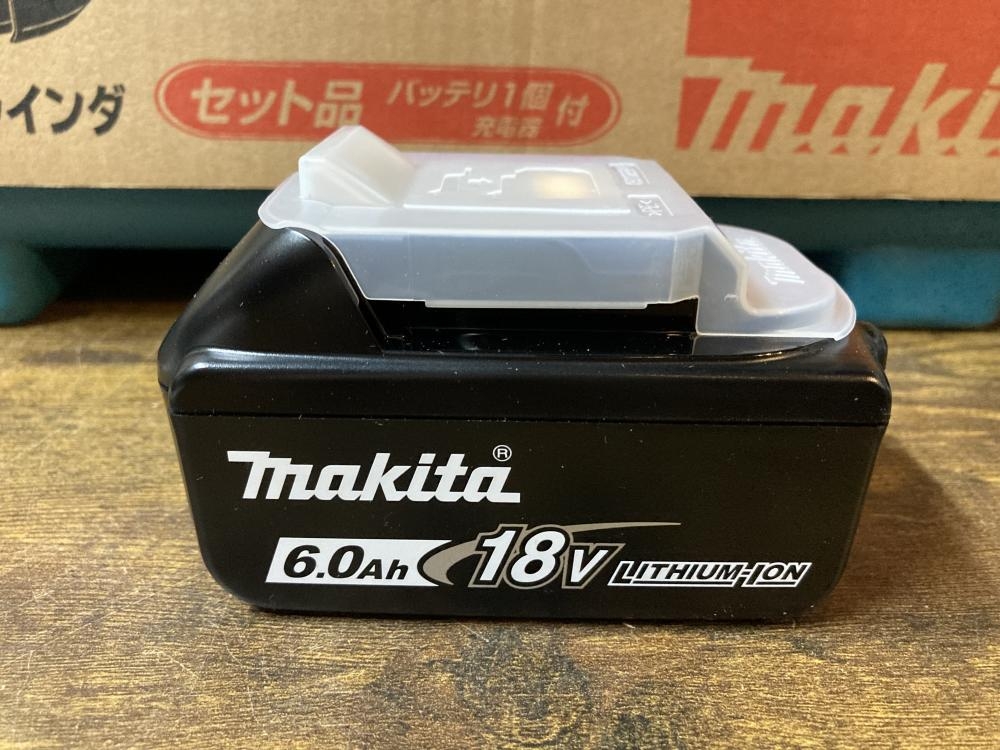 インダ
セット品 バッテリ1個 付
充電器
makita
makita®
6.0Ah 18V LITHIUM-ION